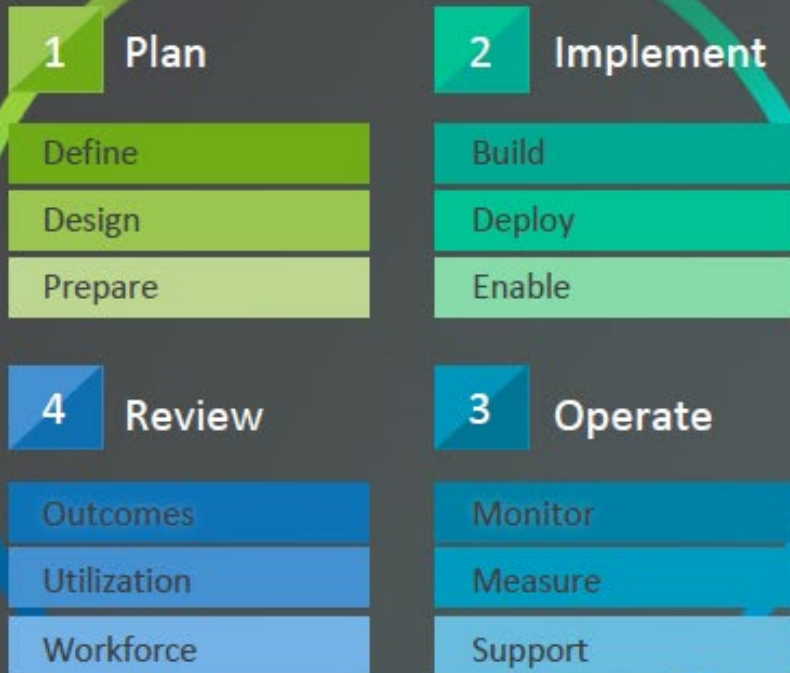 1 Plan
Define
Design
Prepare
2 Implement
Build
Deploy
Enable
4 Review
Outcomes
Utilization
Workforce
3 Operate
Monitor
Measure
Support